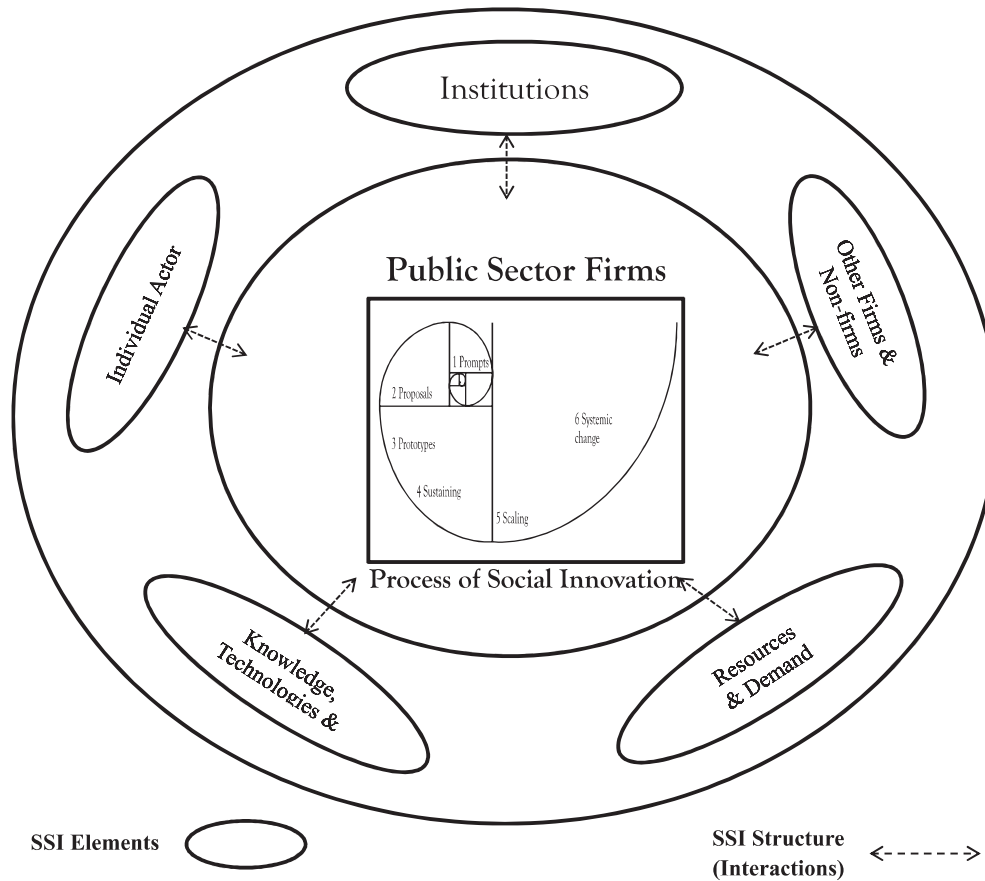 Institutions
Individual Actor
Other Firms &
Non-firms
Public Sector Firms
1 Prompts
2 Proposals
3 Prototypes
4 Sustaining
5 Scaling
6 Systemic
change
Process of Social Innovation
Knowledge,
Technologies &
Resources
& Demand
SSI Elements
SSI Structure
(Interactions)